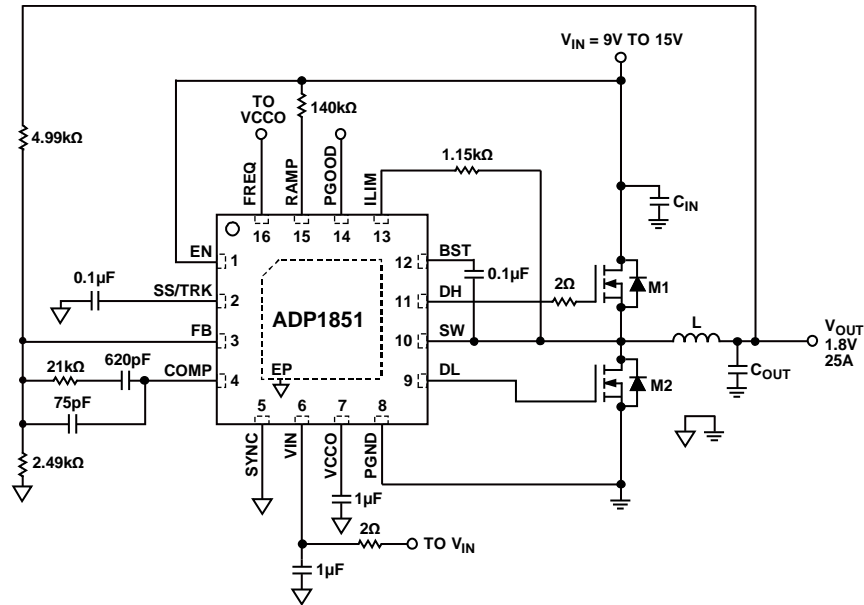 V_IN = 9V TO 15V
TO
VCCO
140kΩ
4.99kΩ
1.15kΩ
FREQ
RAMP
PGOOD
ILIM
C_IN
16
15
14
13
EN
1
12
BST
0.1µF
0.1µF
2Ω
M1
SS/TRK
2
11
DH
ADP1851
L
V_OUT
1.8V
25A
FB
3
10
SW
21kΩ
620pF
COMP
4
EP
9
DL
M2
C_OUT
75pF
5
6
7
8
2.49kΩ
SYNC
VIN
VCCO
PGND
1µF
2Ω
TO V_IN
1µF